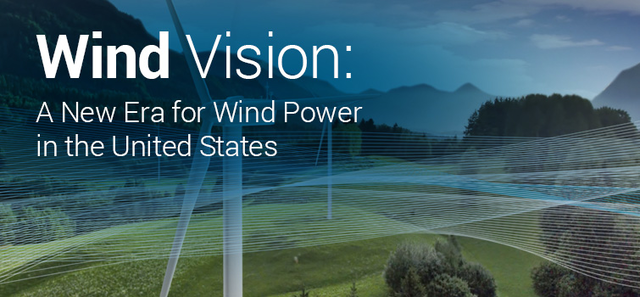 Wind Vision:
A New Era for Wind Power
in the United States